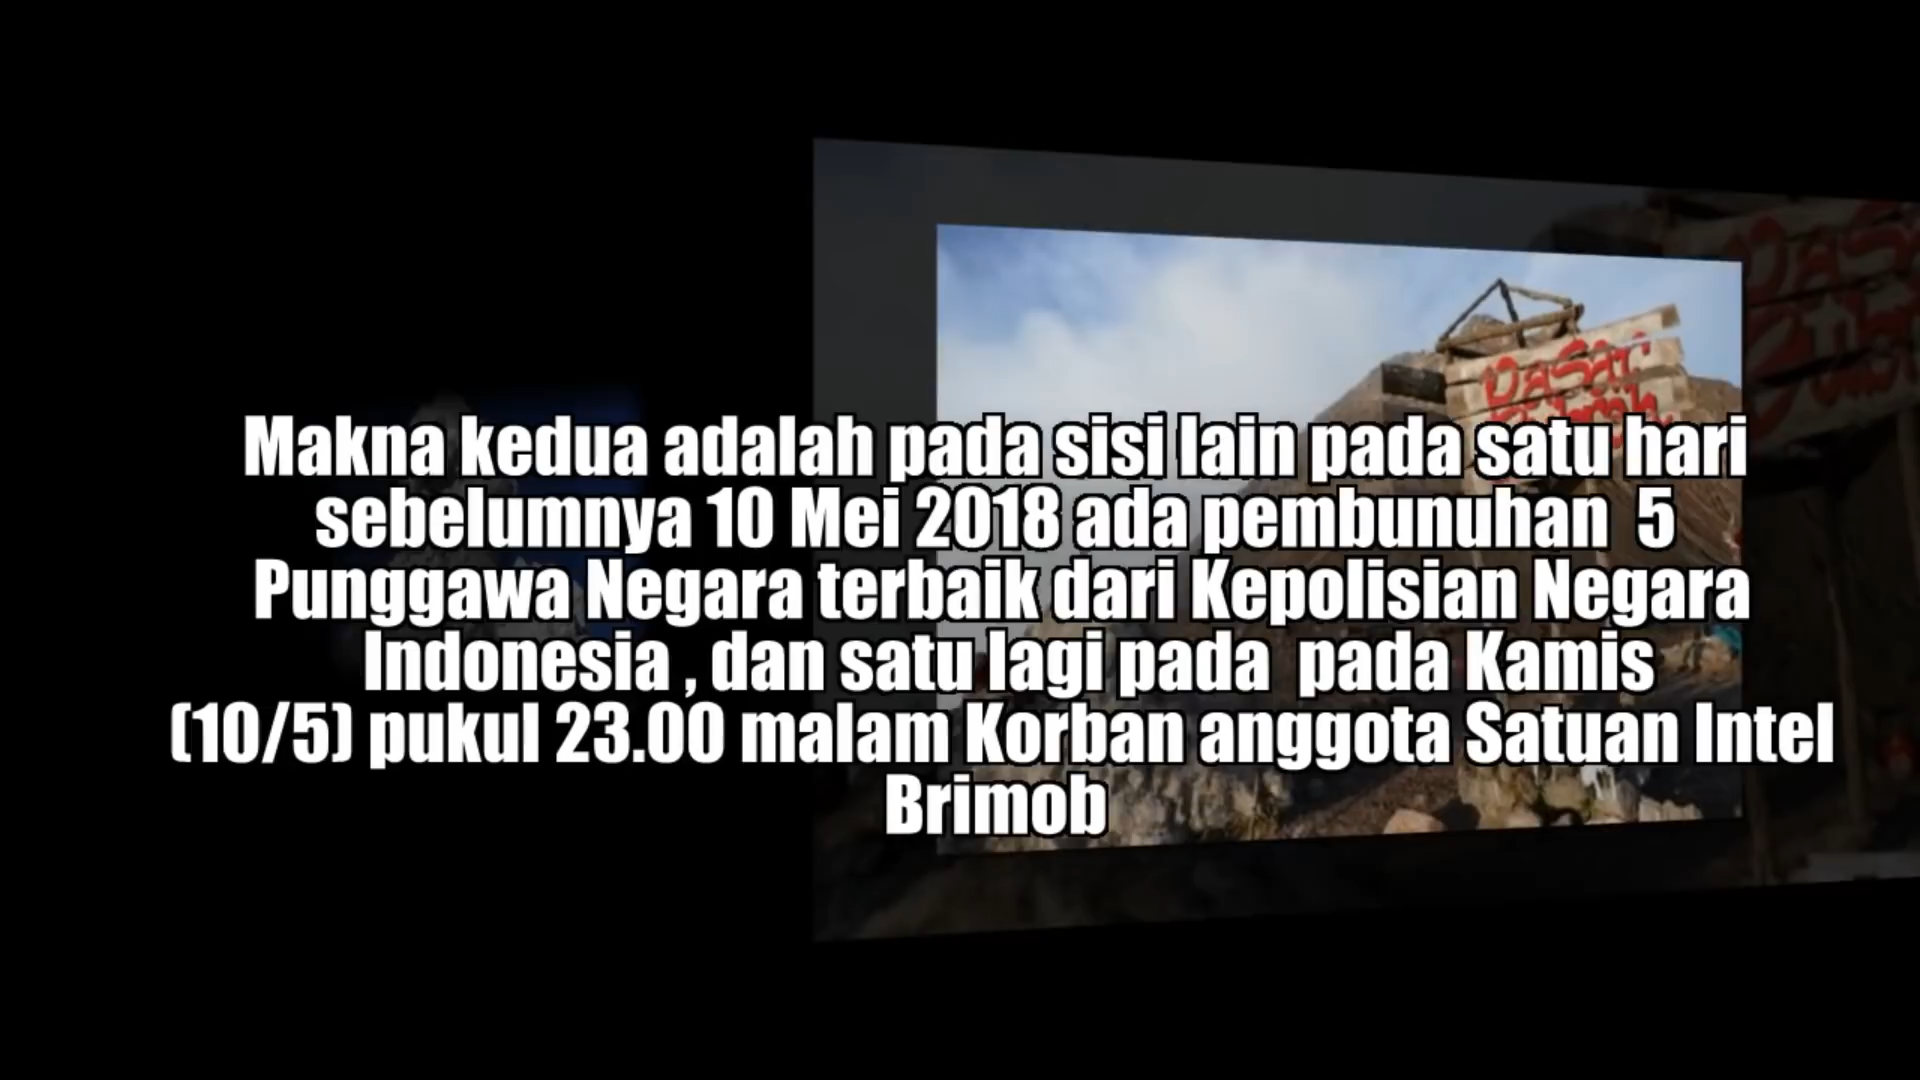 Makna kedua adalah pada sisi lain pada satu hari
sebelumnya 10 Mei 2018 ada pembunuhan  5
Punggawa Negara terbaik dari Kepolisian Negara
Indonesia , dan satu lagi pada  pada Kamis
(10/5) pukul 23.00 malam Korban anggota Satuan Intel
Brimob
Pasar